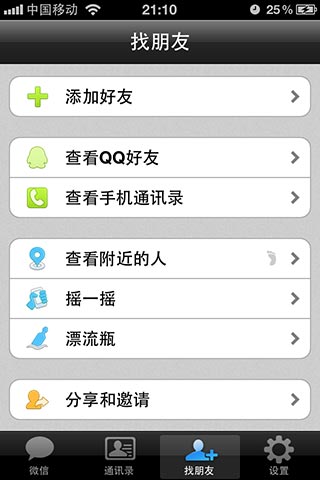 中国移动
21:10
25%
找朋友
添加好友
查看QQ好友
查看手机通讯录
查看附近的人
摇一摇
漂流瓶
分享和邀请
微信
通讯录
找朋友
设置